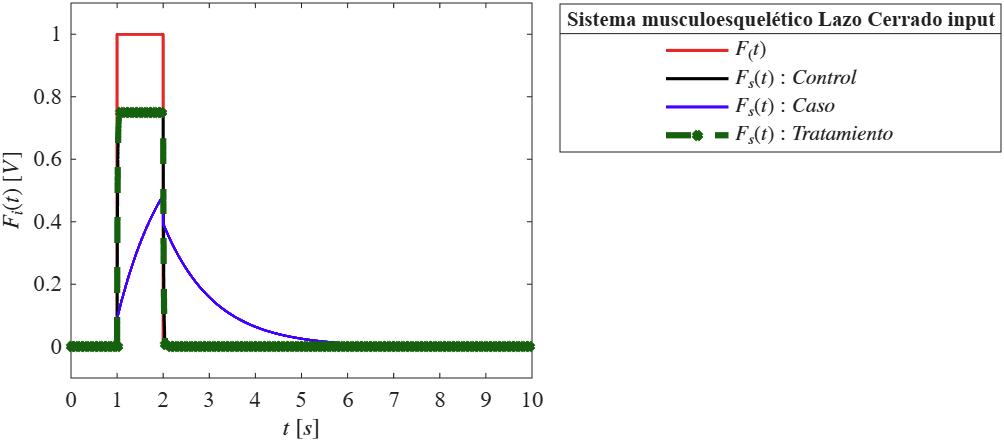 Sistema musculoesquelético Lazo Cerrado input
F(t)
Fs(t) : Control
Fs(t) : Caso
Fs(t) : Tratamiento
Fi(t) [V]
1
0.8
0.6
0.4
0.2
0
0 1 2 3 4 5 6 7 8 9 10
t [s]